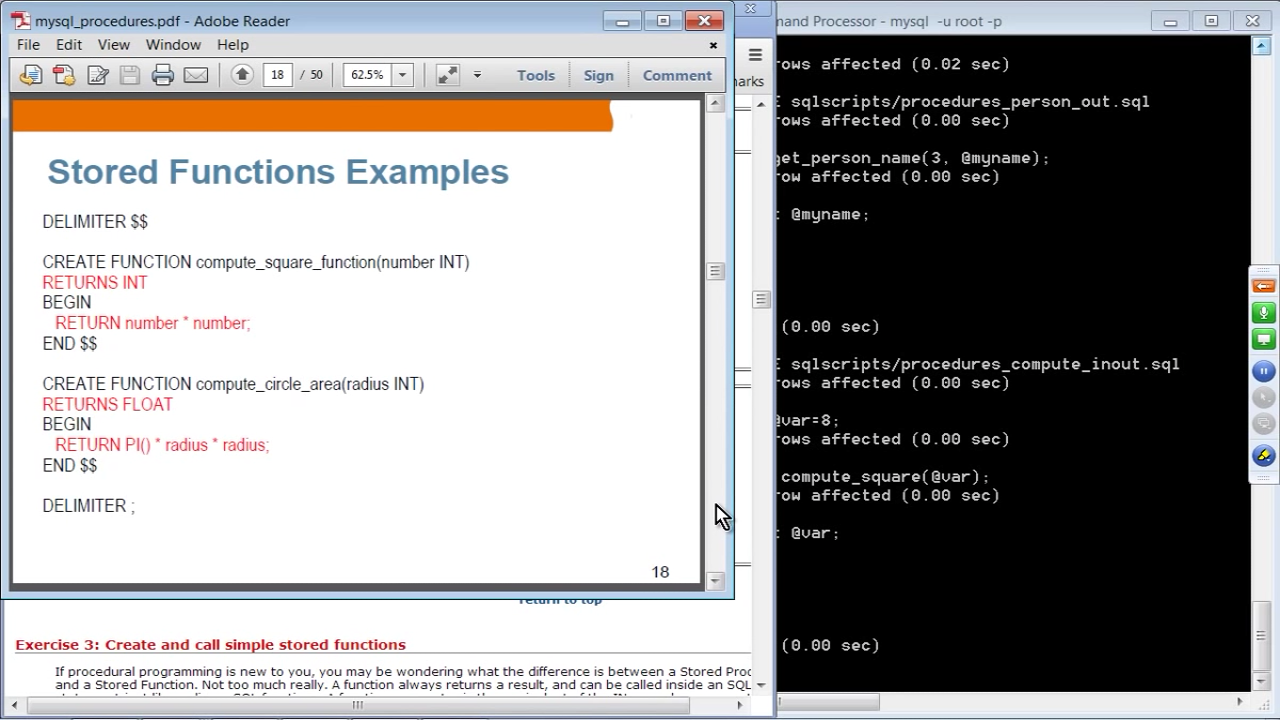 mysql_procedures.pdf - Adobe Reader
File Edit View Window Help
18 / 50 62.5% Tools Sign Comment
Stored Functions Examples
DELIMITER $$
CREATE FUNCTION compute_square_function(number INT)
RETURNS INT
BEGIN
RETURN number * number;
END $$
CREATE FUNCTION compute_circle_area(radius INT)
RETURNS FLOAT
BEGIN
RETURN PI() * radius * radius;
END $$
DELIMITER ;
18
return to top
Exercise 3: Create and call simple stored functions
If procedural programming is new to you, you may be wondering what the difference is between a Stored Proc
and a Stored Function. Not too much really. A function always returns a result, and can be called inside an SQL
marks
mand Processor - mysql -u root -p
rows affected (0.02 sec)
E sqlscripts/procedures_person_out.sql
rows affected (0.00 sec)
get_person_name(3, @myname);
row affected (0.00 sec)
t @myname;
(0.00 sec)
E sqlscripts/procedures_compute_inout.sql
rows affected (0.00 sec)
@var=8;
rows affected (0.00 sec)
compute_square(@var);
row affected (0.00 sec)
t @var;
(0.00 sec)